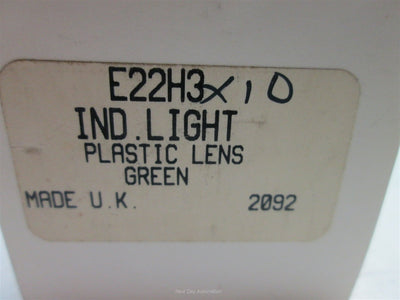 E22H3 x 10
IND.LIGHT
PLASTIC LENS
GREEN
MADE U.K. 2092